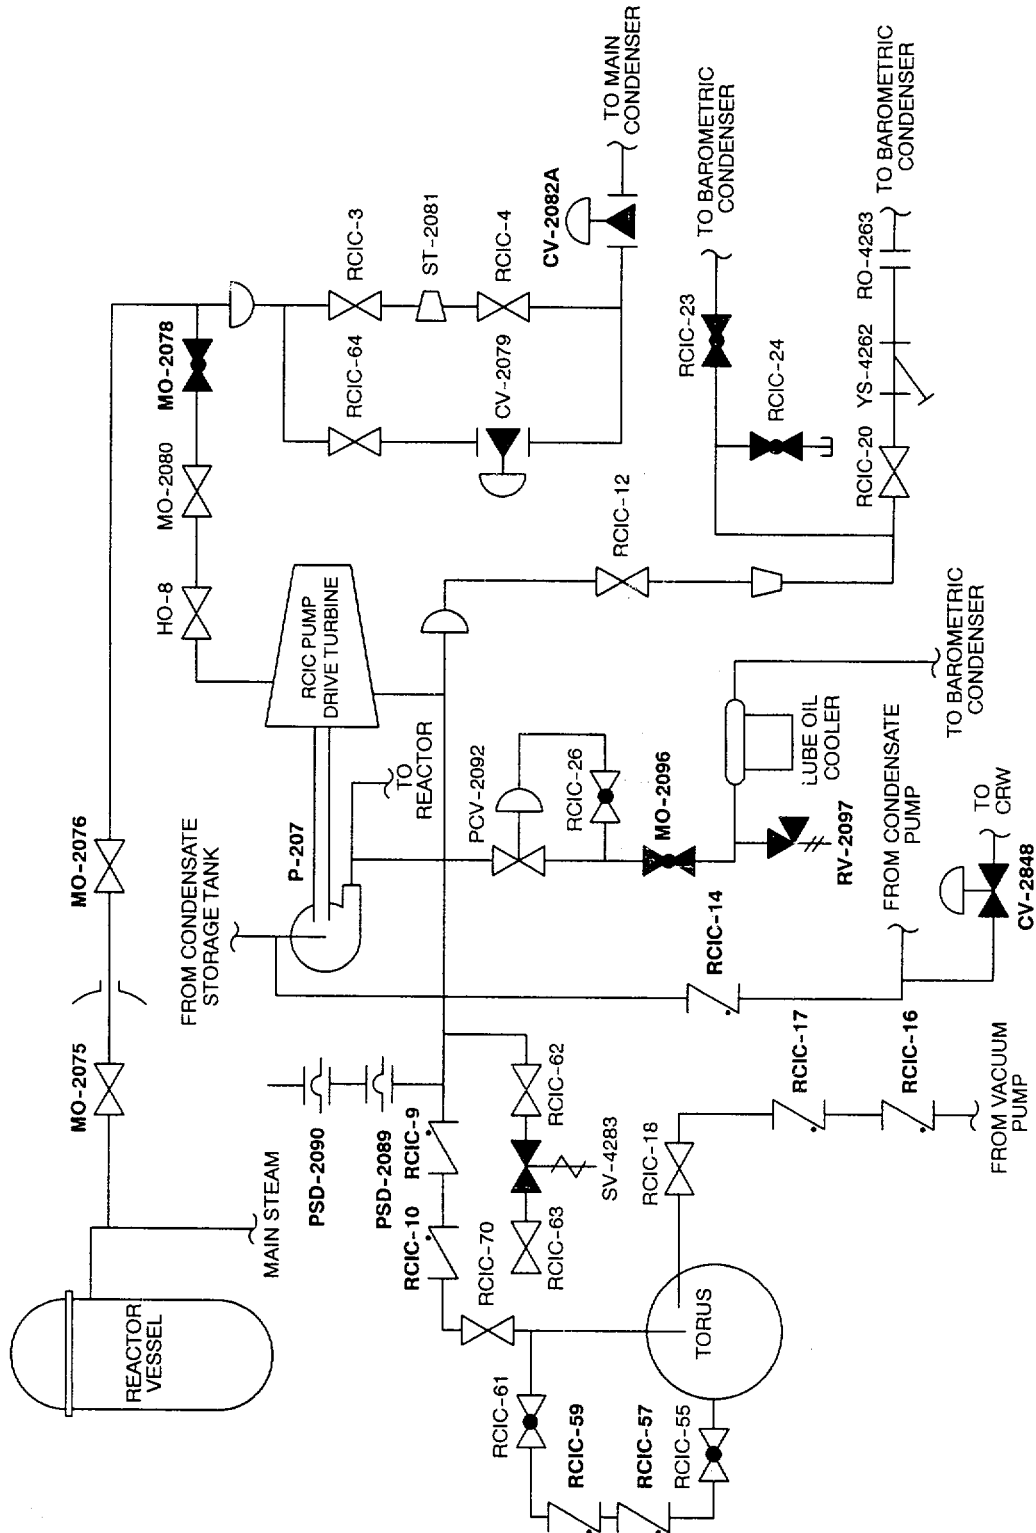 REACTOR
VESSEL
MAIN STEAM
MO-2075
MO-2076
MO-2078
MO-2080
HO-8
RCIC-3
ST-2081
RCIC-4
RCIC-64
CV-2079
CV-2082A
TO MAIN
CONDENSER
RCIC PUMP
DRIVE TURBINE
P-207
FROM CONDENSATE
STORAGE TANK
TO
REACTOR
PCV-2092
RCIC-26
MO-2096
RV-2097
LUBE OIL
COOLER
TO BAROMETRIC
CONDENSER
RCIC-12
RCIC-23
TO BAROMETRIC
CONDENSER
RCIC-24
RCIC-20
YS-4262
RO-4263
TO BAROMETRIC
CONDENSER
PSD-2090
PSD-2089
RCIC-9
RCIC-10
RCIC-70
RCIC-62
SV-4283
RCIC-63
RCIC-14
FROM CONDENSATE
PUMP
TO
CRW
CV-2848
RCIC-18
RCIC-17
RCIC-16
FROM VACUUM
PUMP
TORUS
RCIC-61
RCIC-59
RCIC-57
RCIC-55